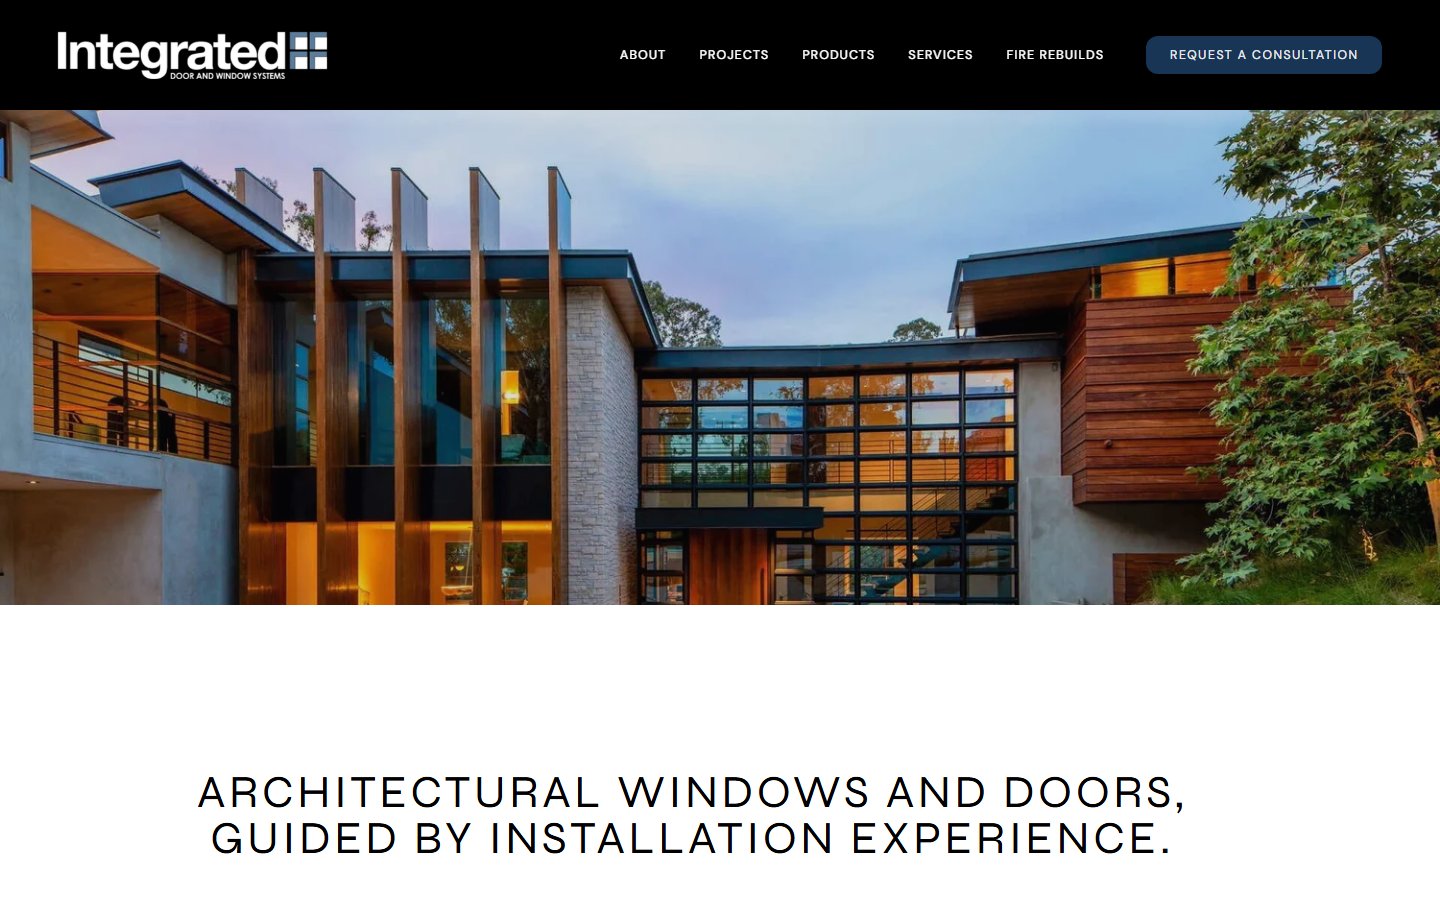 Integrated
DOOR AND WINDOW SYSTEMS
ABOUT
PROJECTS
PRODUCTS
SERVICES
FIRE REBUILDS
REQUEST A CONSULTATION
ARCHITECTURAL WINDOWS AND DOORS,
GUIDED BY INSTALLATION EXPERIENCE.